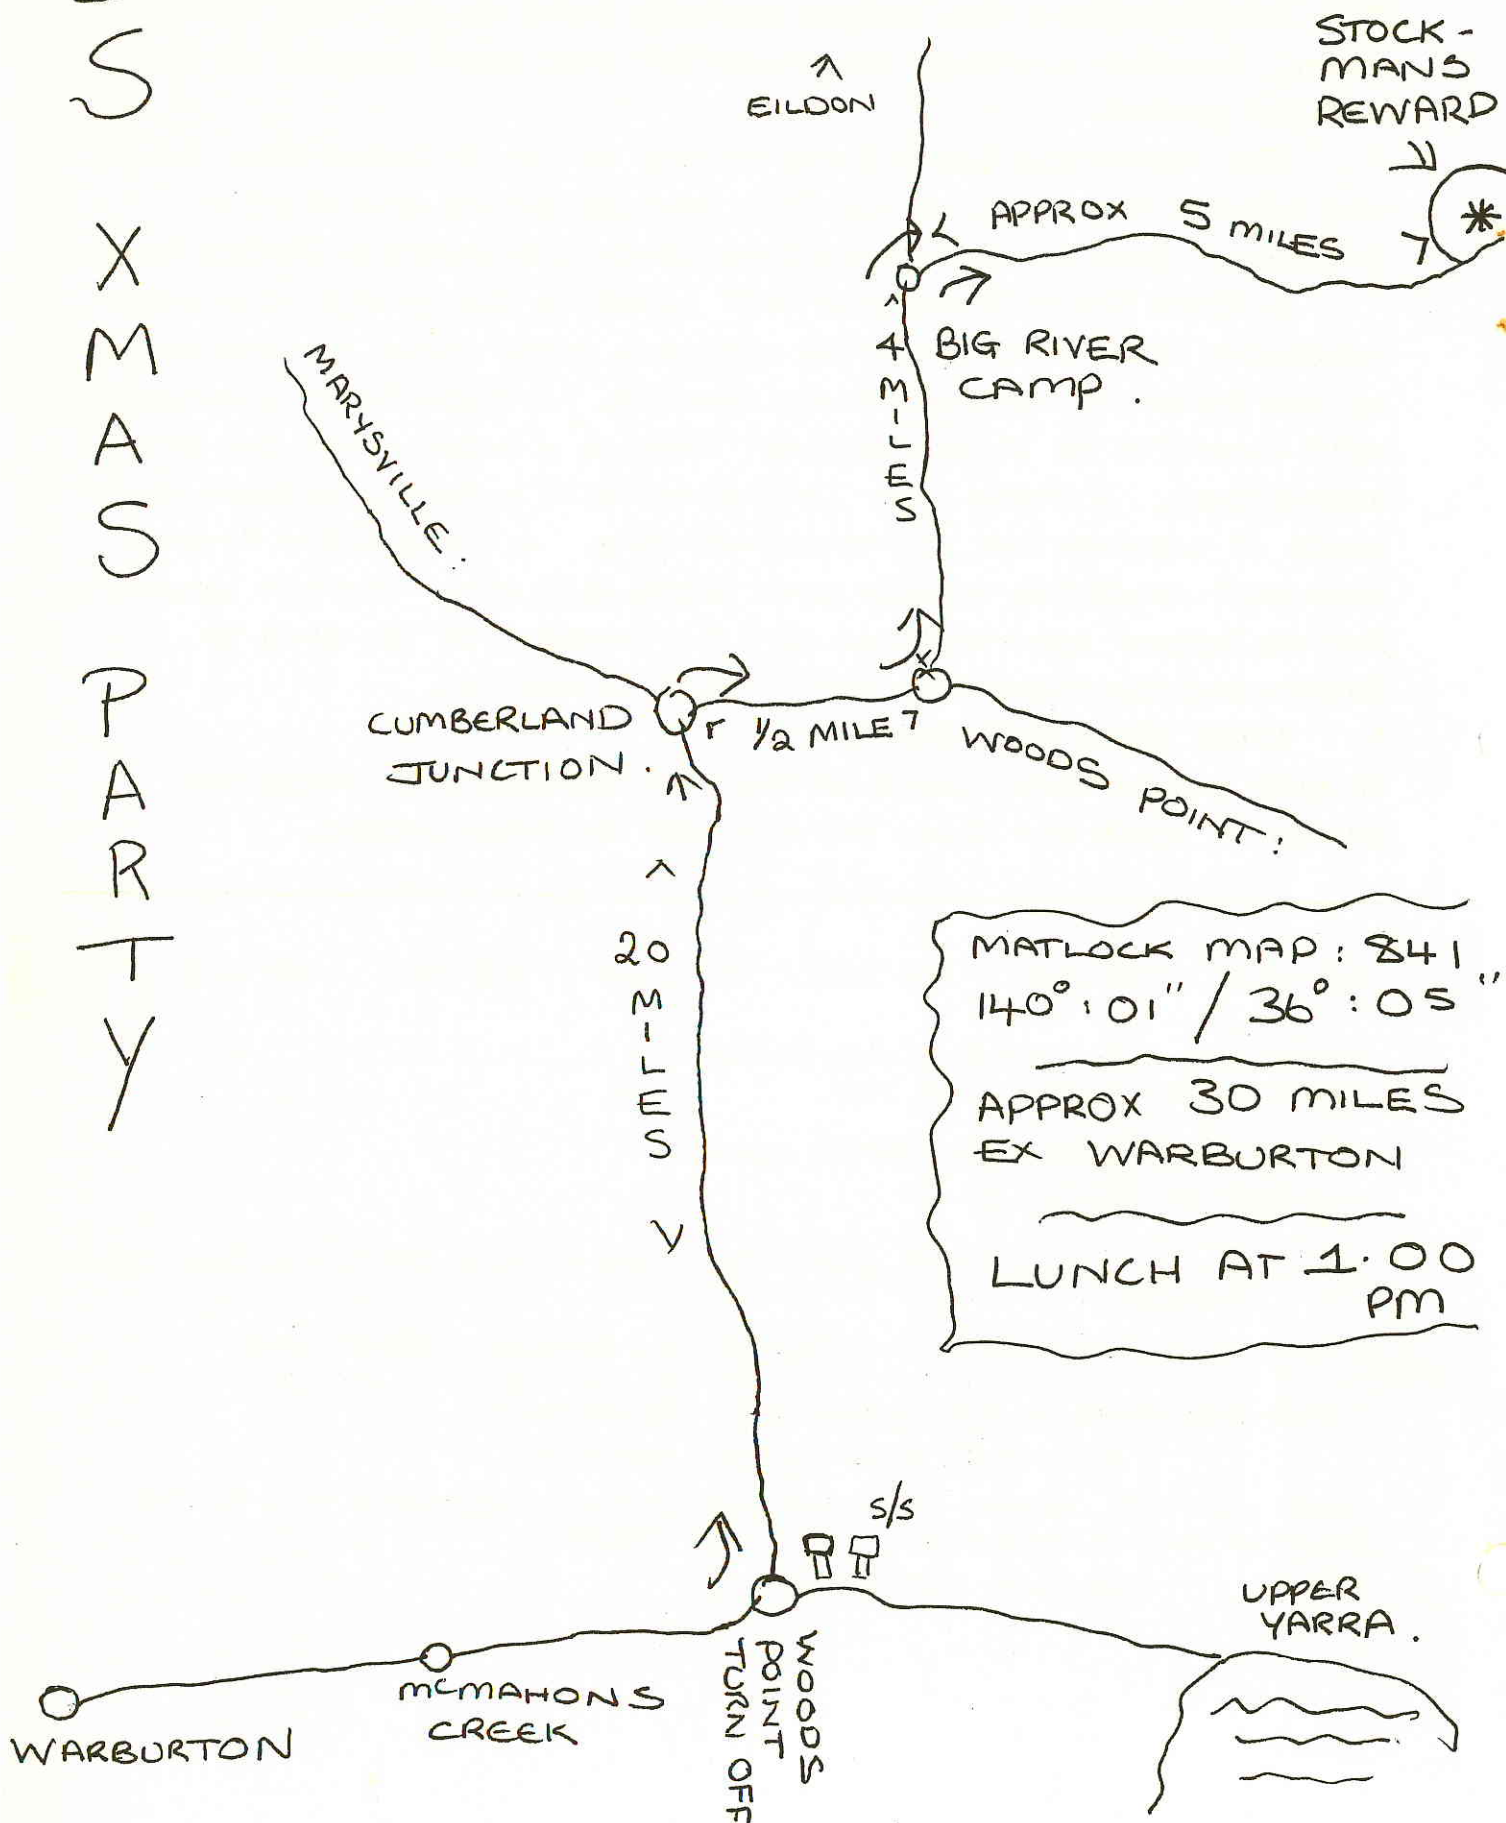 S XMAS PARTY
STOCK-
MANS
REWARD
^
EILDON
APPROX 5 MILES
4 MILES
BIG RIVER
CAMP.
MARYSVILLE.
CUMBERLAND
JUNCTION.
1/2 MILE
WOODS POINT.
20 MILES
MATLOCK MAP: 841
140°:01" / 36°:05"
APPROX 30 MILES
EX WARBURTON
LUNCH AT 1.00
PM
S/S
UPPER
YARRA.
WOODS
POINT
TURN OFF
McMAHONS
CREEK
WARBURTON